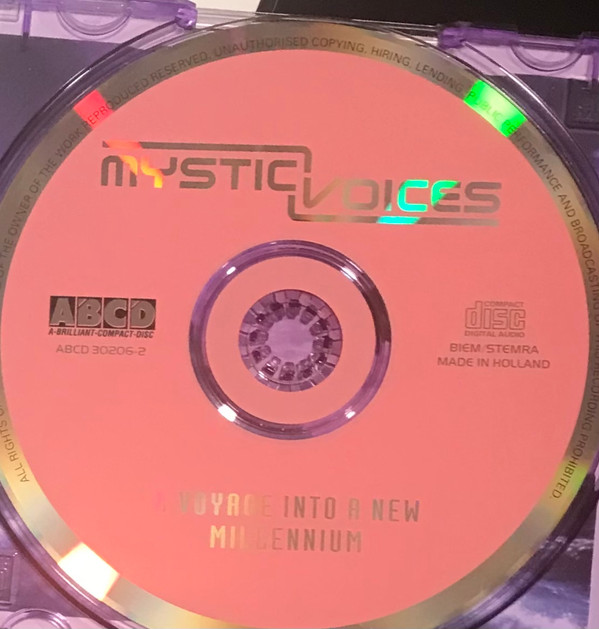 ALL RIGHTS O
OF THE OWNER OF THE WORK REPRODUCED RESERVED. UNAUTHORISED COPYING, HIRING, LENDING, PUBLIC PERFORMANCE AND BROADCASTING
RECORDING PROHIBITED.
MYSTIC VOICES
ABCD
A-BRILLIANT-COMPACT-DISC
ABCD 30206-2
COMPACT
disc
DIGITAL AUDIO
BIEM/STEMRA
MADE IN HOLLAND
A VOYAGE INTO A NEW
MILLENNIUM